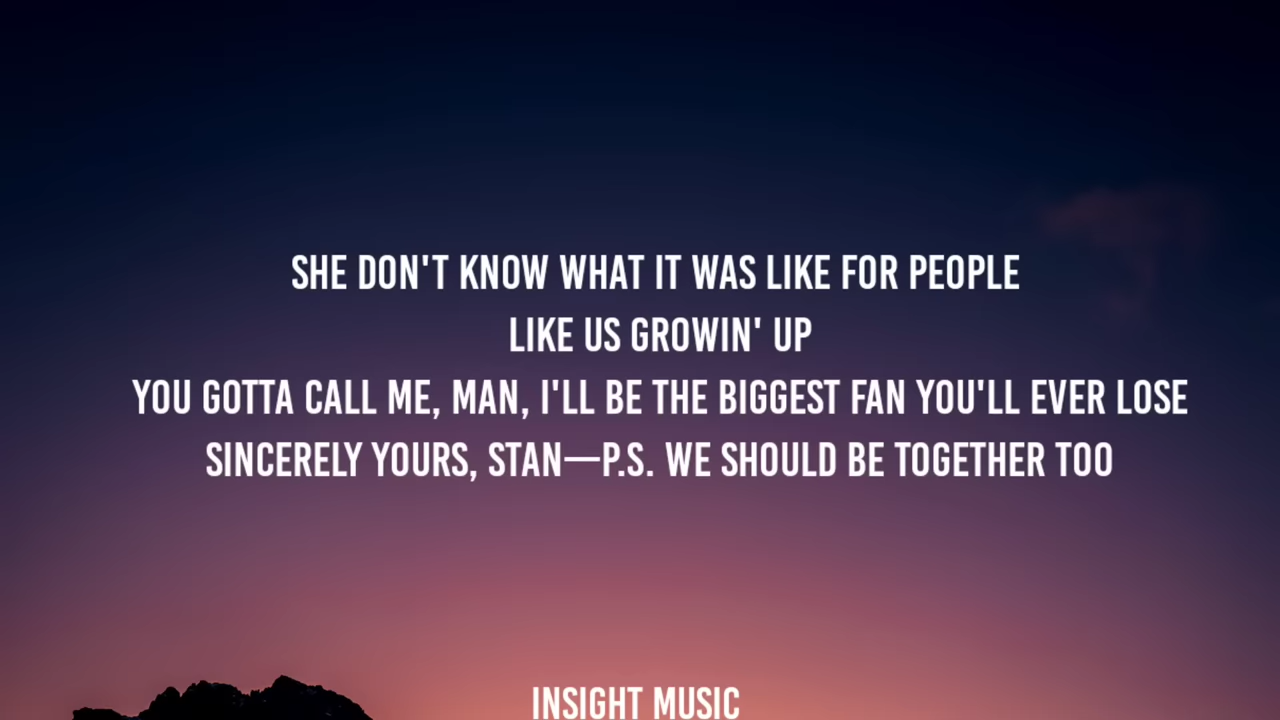 SHE DON'T KNOW WHAT IT WAS LIKE FOR PEOPLE
LIKE US GROWIN' UP
YOU GOTTA CALL ME, MAN, I'LL BE THE BIGGEST FAN YOU'LL EVER LOSE
SINCERELY YOURS, STAN—P.S. WE SHOULD BE TOGETHER TOO
INSIGHT MUSIC